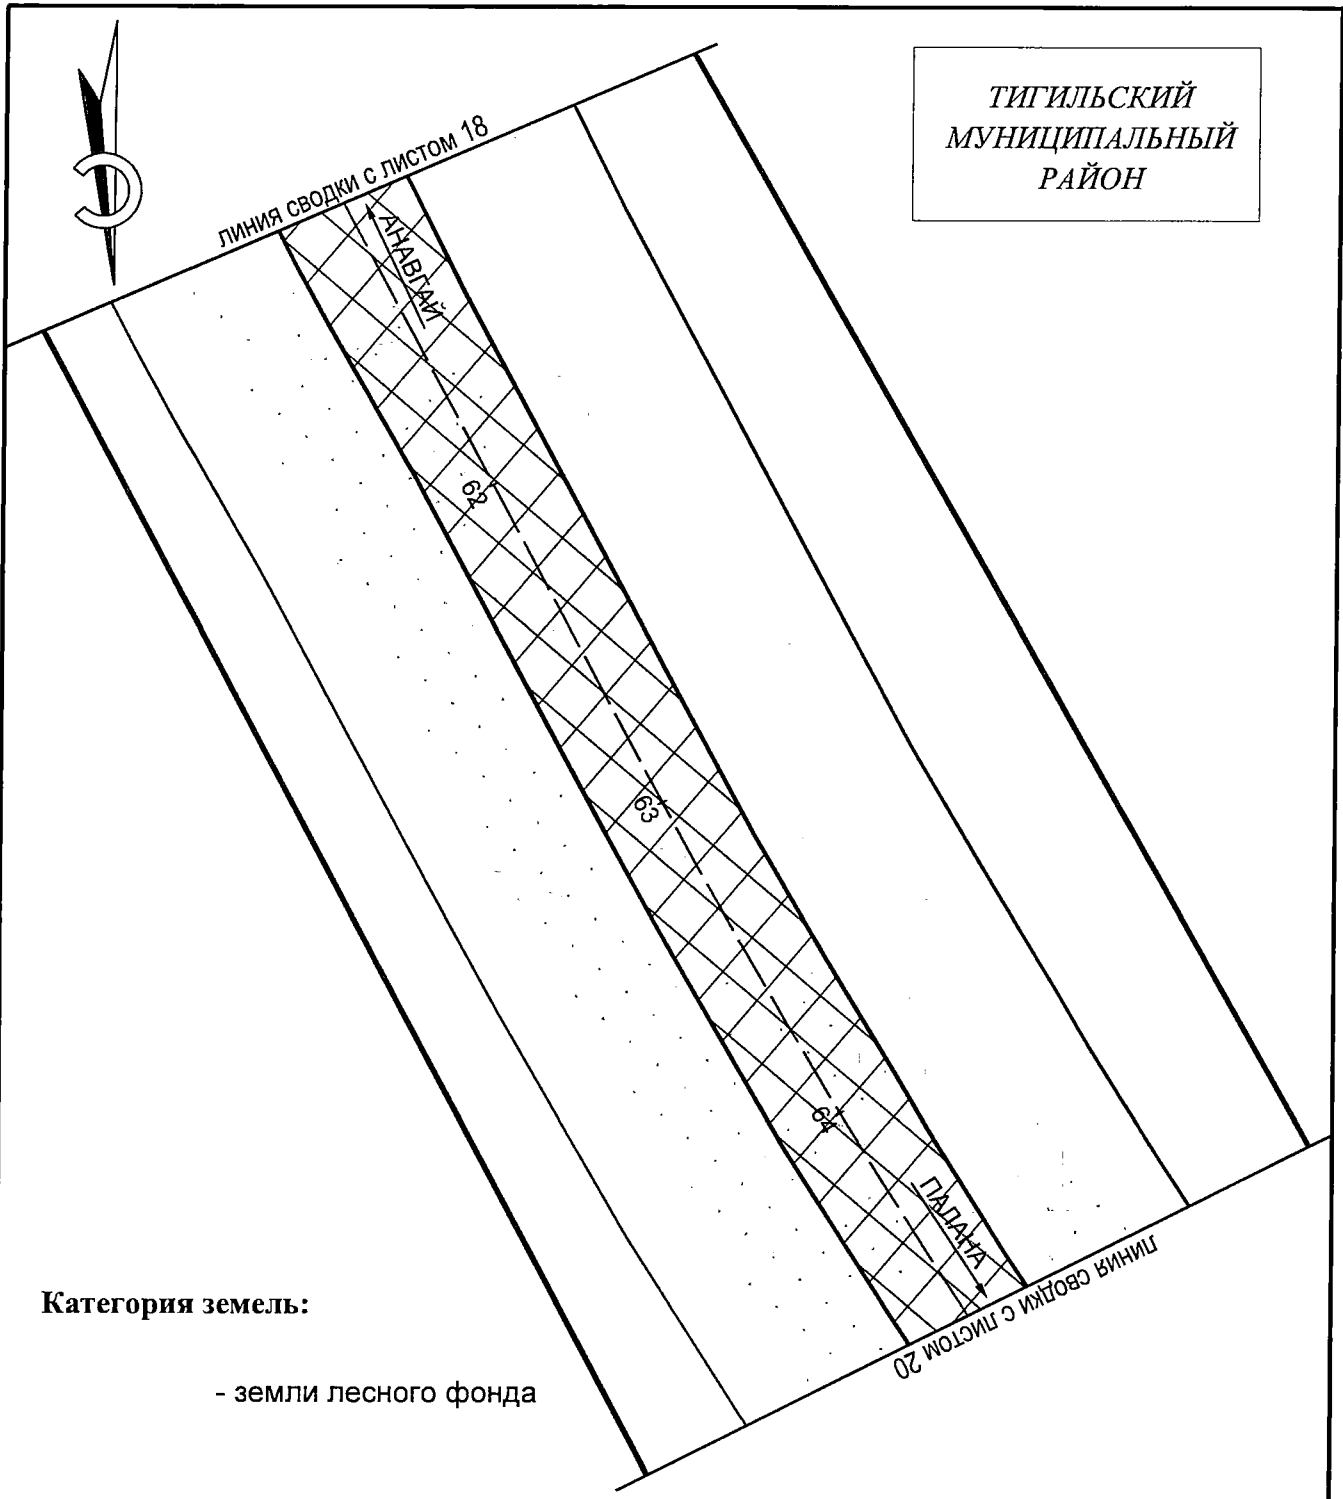 ТИГИЛЬСКИЙ
МУНИЦИПАЛЬНЫЙ
РАЙОН
С
ЛИНИЯ СВОДКИ С ЛИСТОМ 18
АНАВГАЙ
62
63
64
ПАЛАНА
ЛИНИЯ СВОДКИ С ЛИСТОМ 20
Категория земель:
- земли лесного фонда